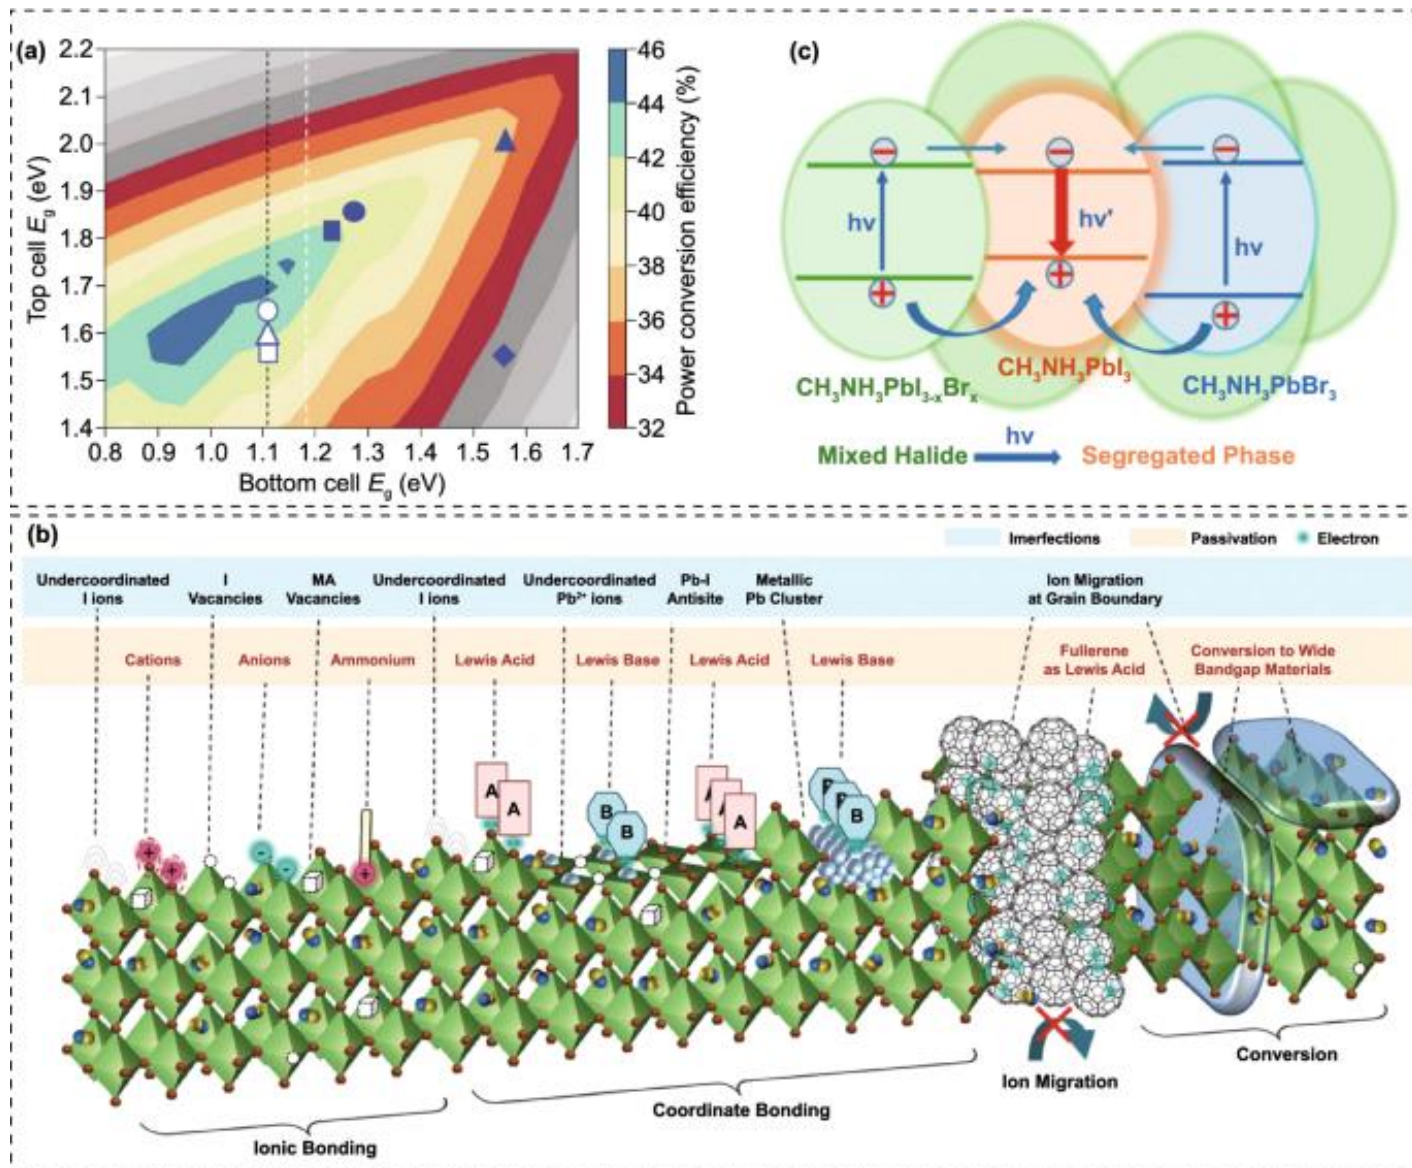 (a)
2.2
2.1
2.0
1.9
1.8
1.7
1.6
1.5
1.4
Top cell Eg (eV)
0.8 0.9 1.0 1.1 1.2 1.3 1.4 1.5 1.6 1.7
Bottom cell Eg (eV)
46
44
42
40
38
36
34
32
Power conversion efficiency (%)
(c)
hν
hν'
hν
CH3NH3PbI3-xBrx
CH3NH3PbI3
CH3NH3PbBr3
Mixed Halide
hν
Segregated Phase
(b)
Imerfections
Passivation
Electron
Undercoordinated
I ions
I
Vacancies
MA
Vacancies
Undercoordinated
I ions
Undercoordinated
Pb2+ ions
Pb-I
Antisite
Metallic
Pb Cluster
Ion Migration
at Grain Boundary
Cations
Anions
Ammonium
Lewis Acid
Lewis Base
Lewis Acid
Lewis Base
Fullerene
as Lewis Acid
Conversion to Wide
Bandgap Materials
A
A
B
B
A
A
A
B
B
B
Ionic Bonding
Coordinate Bonding
Ion Migration
Conversion